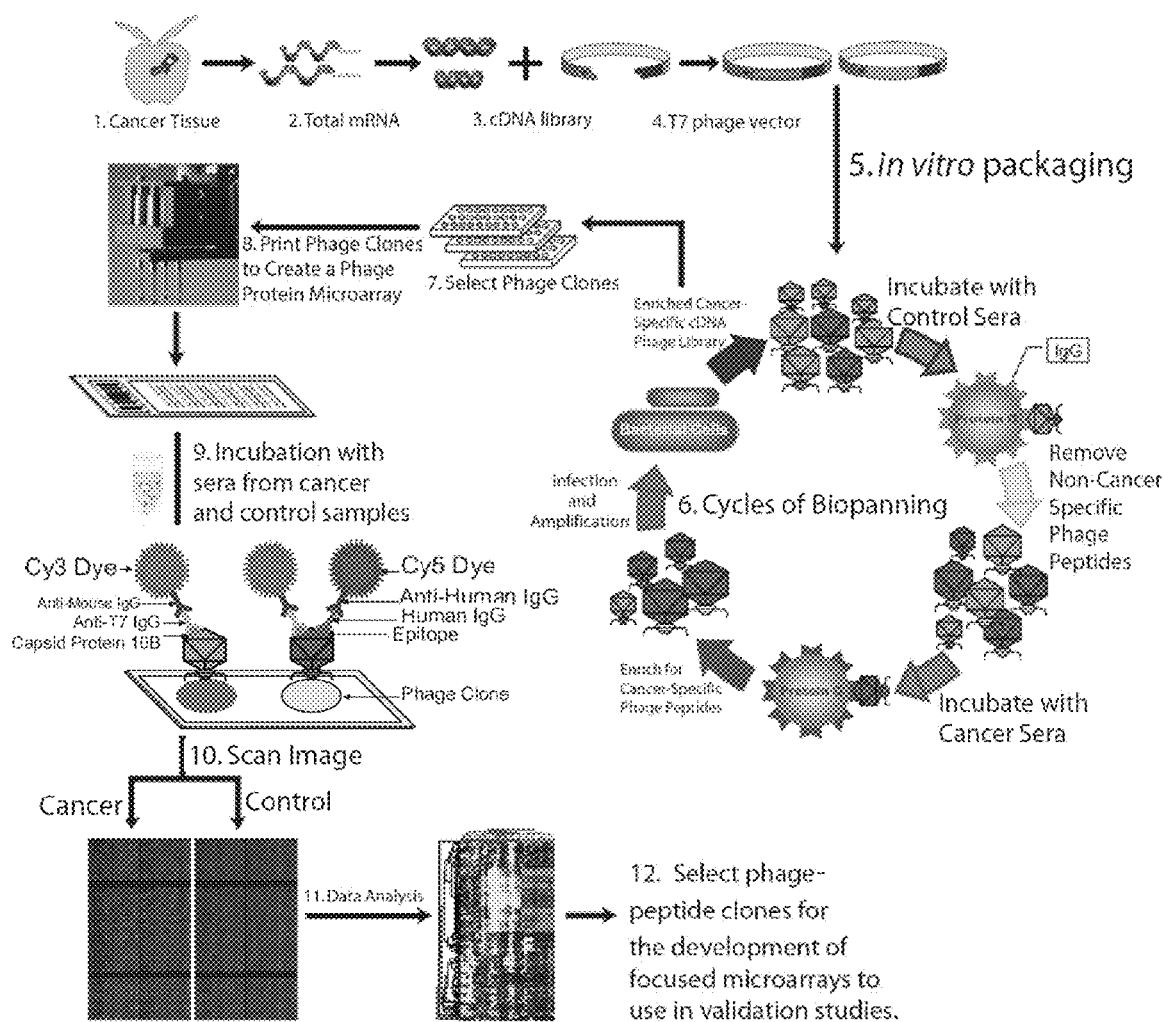 1. Cancer Tissue
2. Total mRNA
3. cDNA library
4. T7 phage vector
5. in vitro packaging
8. Print Phage Clones
to Create a Phage
Protein Microarray
7. Select Phage Clones
Enriched Cancer-
Specific cDNA
Phage Library
Incubate with
Control Sera
IgG
Remove
Non-Cancer
Specific
Phage
Peptides
9. Incubation with
sera from cancer
and control samples
Infection
and
Amplification
6. Cycles of Biopanning
Cy3 Dye
Cy5 Dye
Anti-Mouse IgG
Anti-Human IgG
Anti-T7 IgG
Human IgG
Capsid Protein 10B
Epitope
Phage Clone
Enrich for
Cancer-Specific
Phage Peptides
Incubate with
Cancer Sera
10. Scan Image
Cancer
Control
11. Data Analysis
12. Select phage-
peptide clones for
the development of
focused microarrays to
use in validation studies.